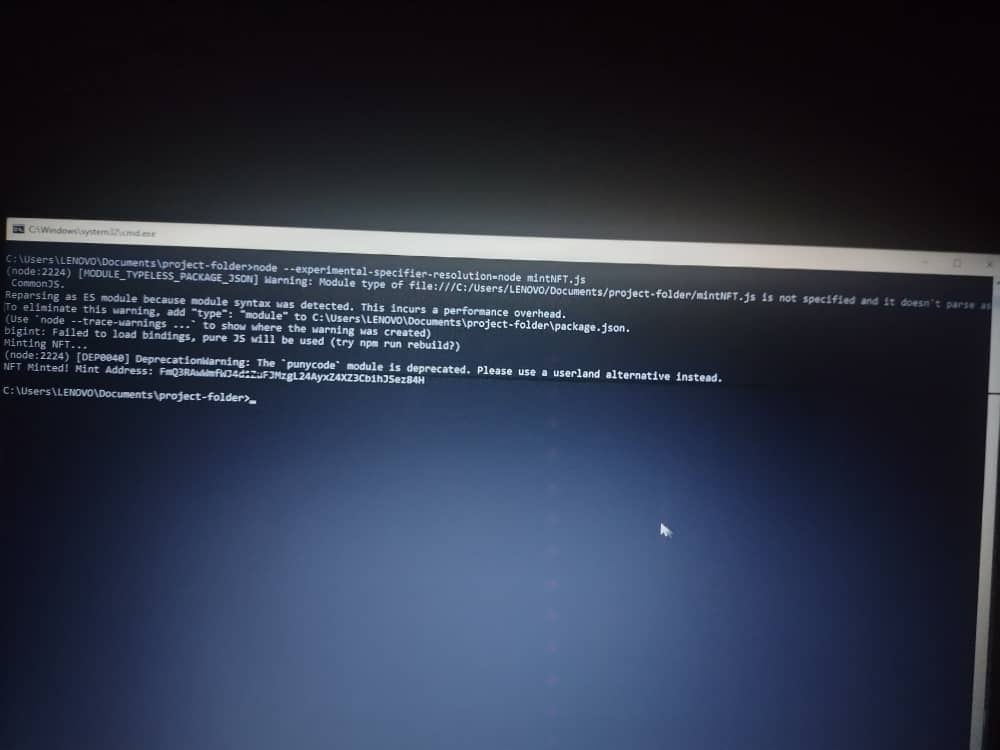 C:\Windows\system32\cmd.exe
C:\Users\LENOVO\Documents\project-folder>node --experimental-specifier-resolution=node mintNFT.js
(node:2224) [MODULE_TYPELESS_PACKAGE_JSON] Warning: Module type of file:///C:/Users/LENOVO/Documents/project-folder/mintNFT.js is not specified and it doesn't parse as
CommonJS.
Reparsing as ES module because module syntax was detected. This incurs a performance overhead.
To eliminate this warning, add "type": "module" to C:\Users\LENOVO\Documents\project-folder\package.json.
(Use `node --trace-warnings ...` to show where the warning was created)
bigint: Failed to load bindings, pure JS will be used (try npm run rebuild?)
Minting NFT...
(node:2224) [DEP0040] DeprecationWarning: The `punycode` module is deprecated. Please use a userland alternative instead.
NFT Minted! Mint Address:
C:\Users\LENOVO\Documents\project-folder>